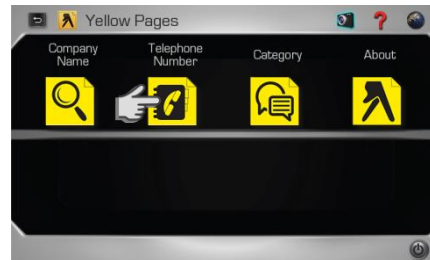 Yellow Pages
?
Company
Name
Telephone
Number
Category
About